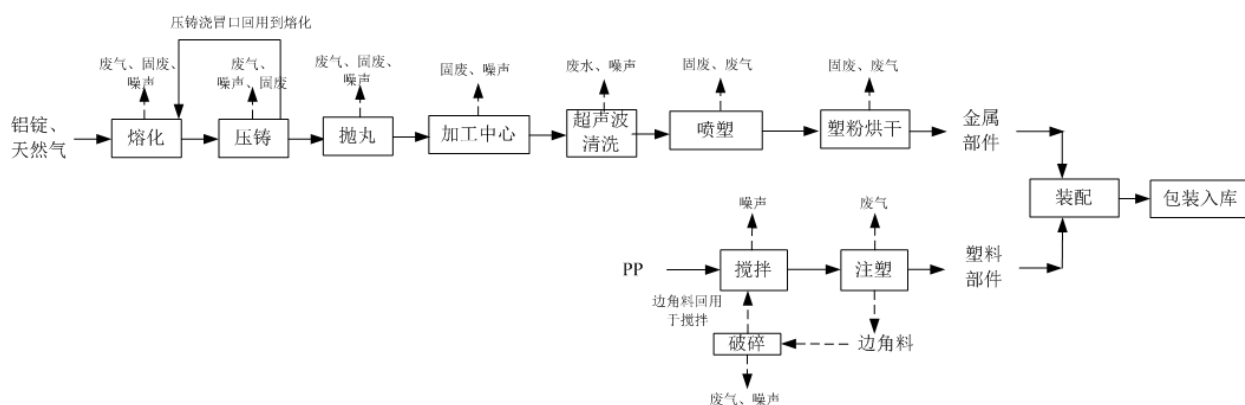 压铸浇冒口回用到熔化
废气、固废、
噪声
废气、
噪声、固废
废气、固废、
噪声
固废、噪声
废水、噪声
固废、废气
固废、废气
铝锭、
天然气
熔化
压铸
抛丸
加工中心
超声波
清洗
喷塑
塑粉烘干
金属
部件
装配
包装入库
噪声
废气
PP
搅拌
注塑
塑料
部件
边角料回用
于搅拌
破碎
边角料
废气、噪声